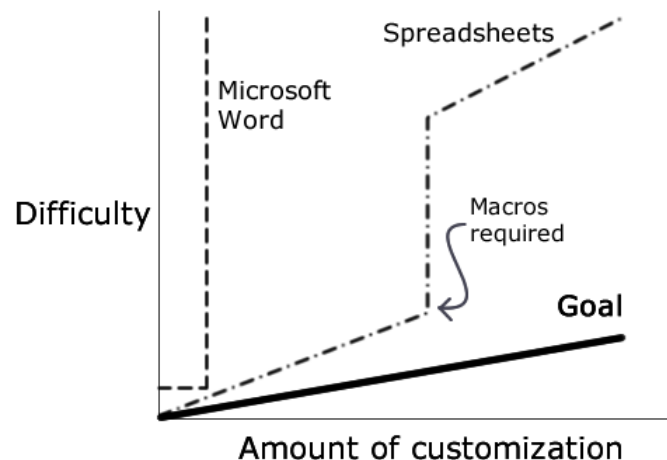 Spreadsheets
Microsoft
Word
Difficulty
Macros
required
Goal
Amount of customization